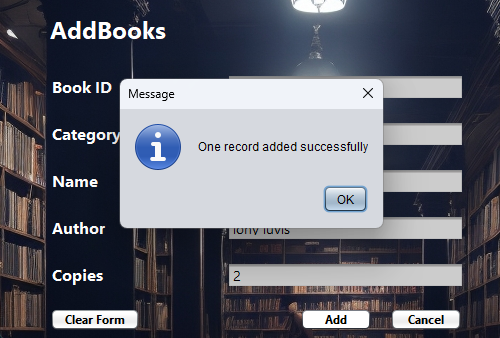 AddBooks
Book ID
Message
Category
One record added successfully
Name
OK
Author
Copies
2
Clear Form
Add
Cancel